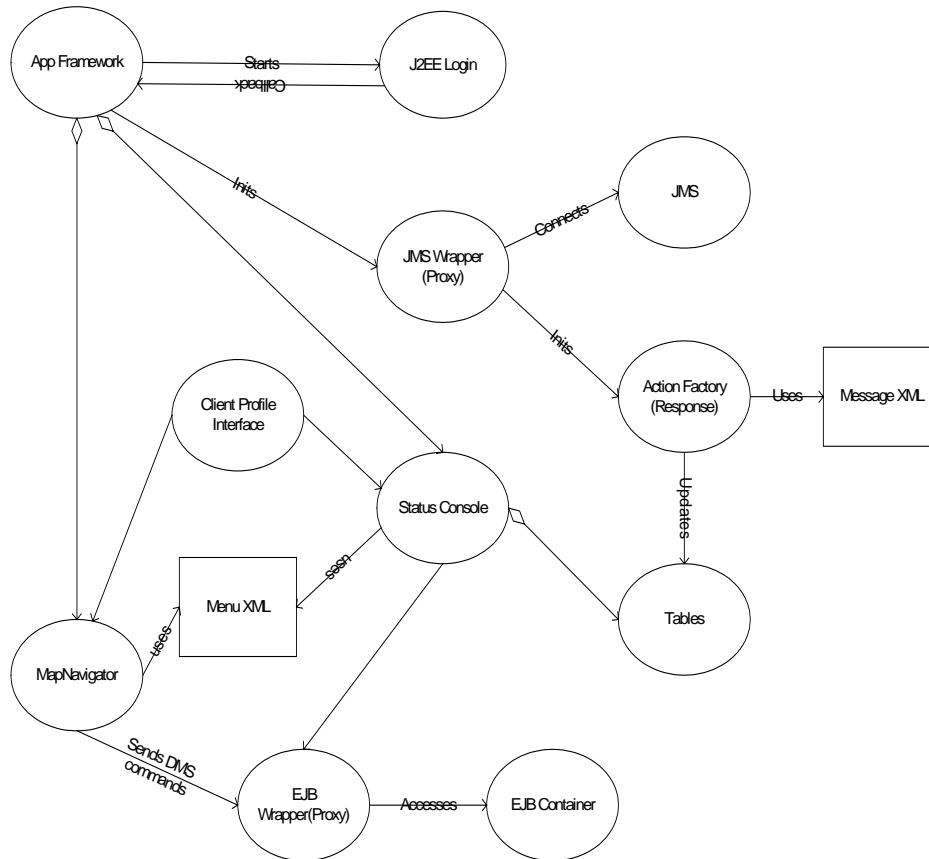 App Framework
Starts
J2EE Login
Callback
Inits
JMS
Connects
JMS Wrapper
(Proxy)
Inits
Client Profile
Interface
Action Factory
(Response)
Uses
Message XML
Updates
Status Console
uses
Menu XML
uses
Tables
MapNavigator
Sends DMS
commands
EJB
Wrapper(Proxy)
Accesses
EJB Container